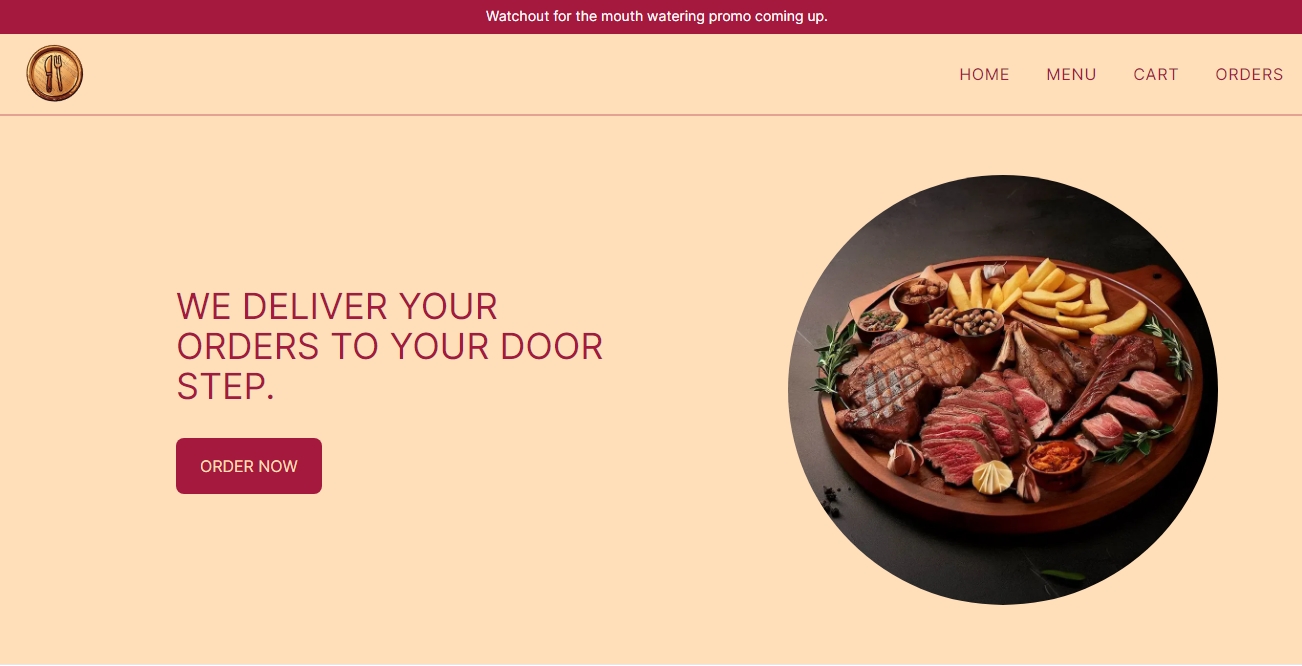 Watchout for the mouth watering promo coming up.
HOME MENU CART ORDERS
WE DELIVER YOUR
ORDERS TO YOUR DOOR
STEP.
ORDER NOW